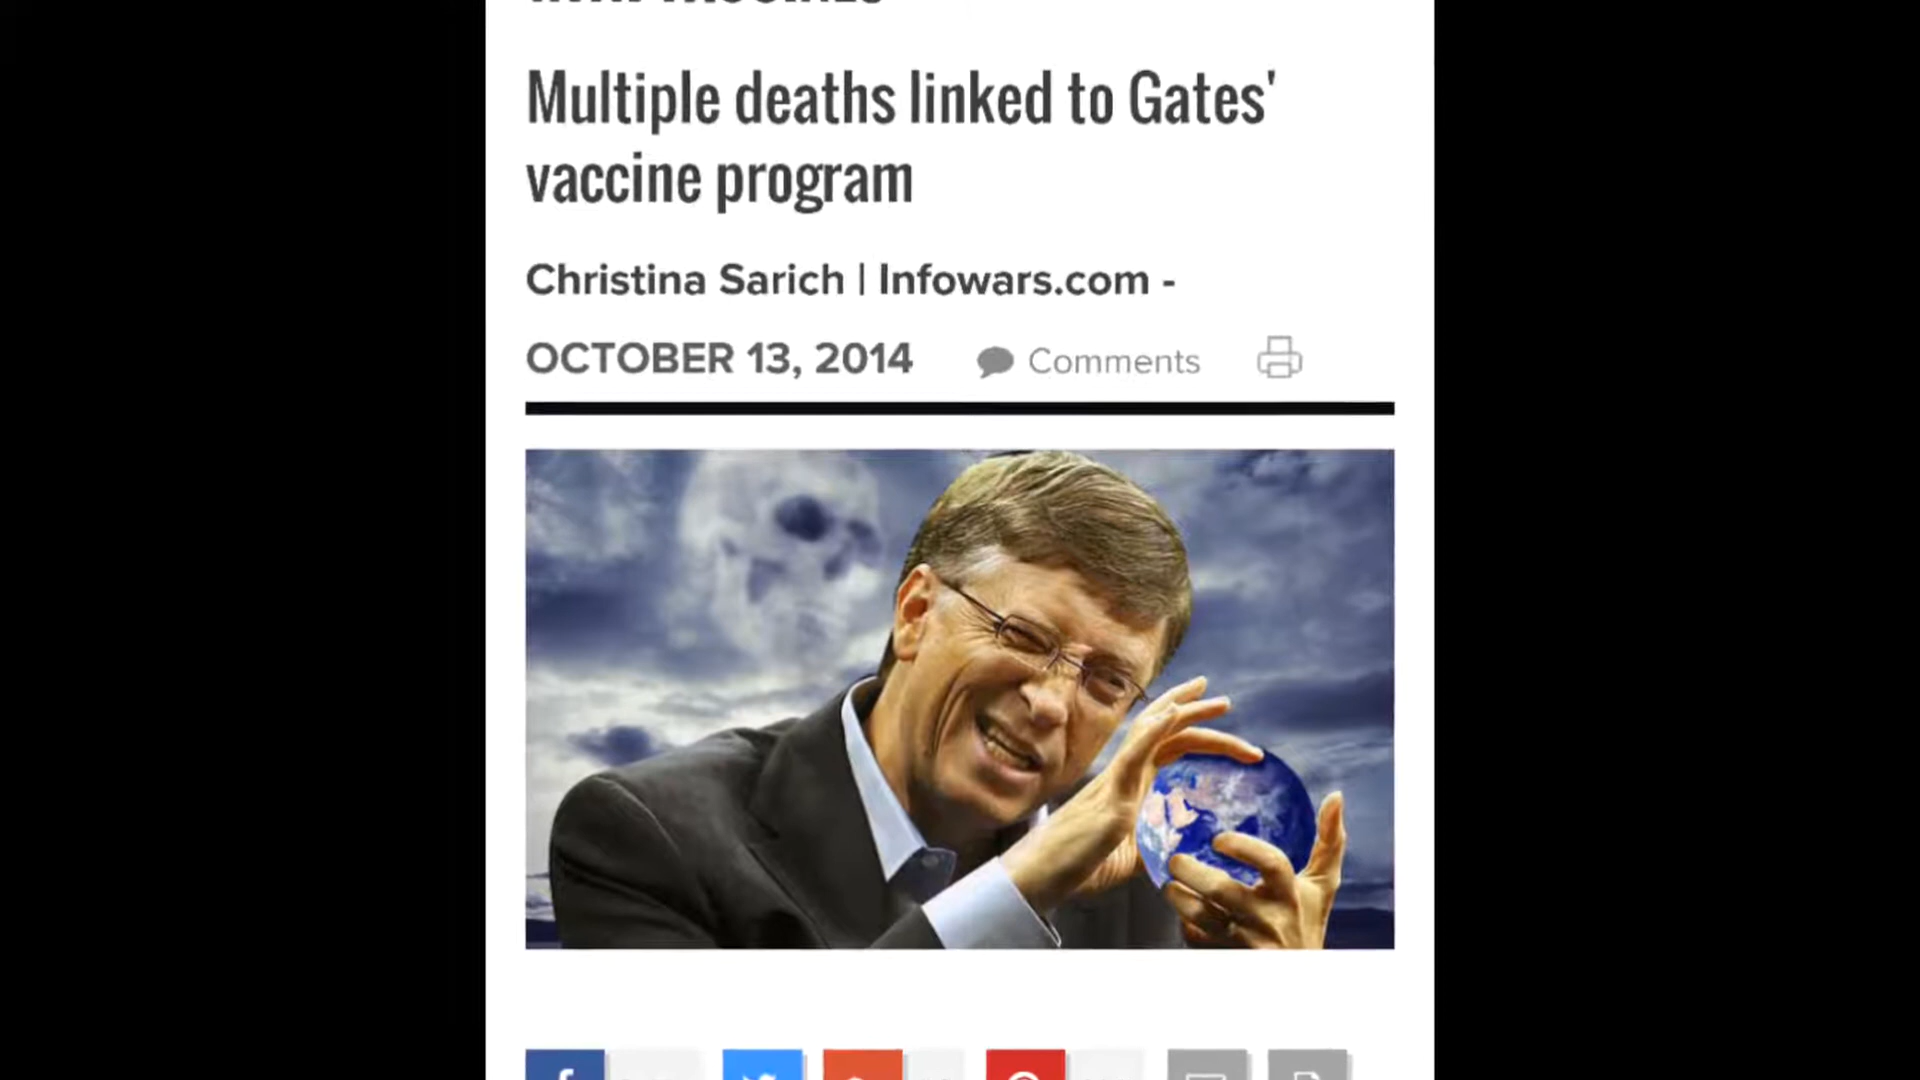 Multiple deaths linked to Gates'
vaccine program
Christina Sarich | Infowars.com -
OCTOBER 13, 2014
Comments